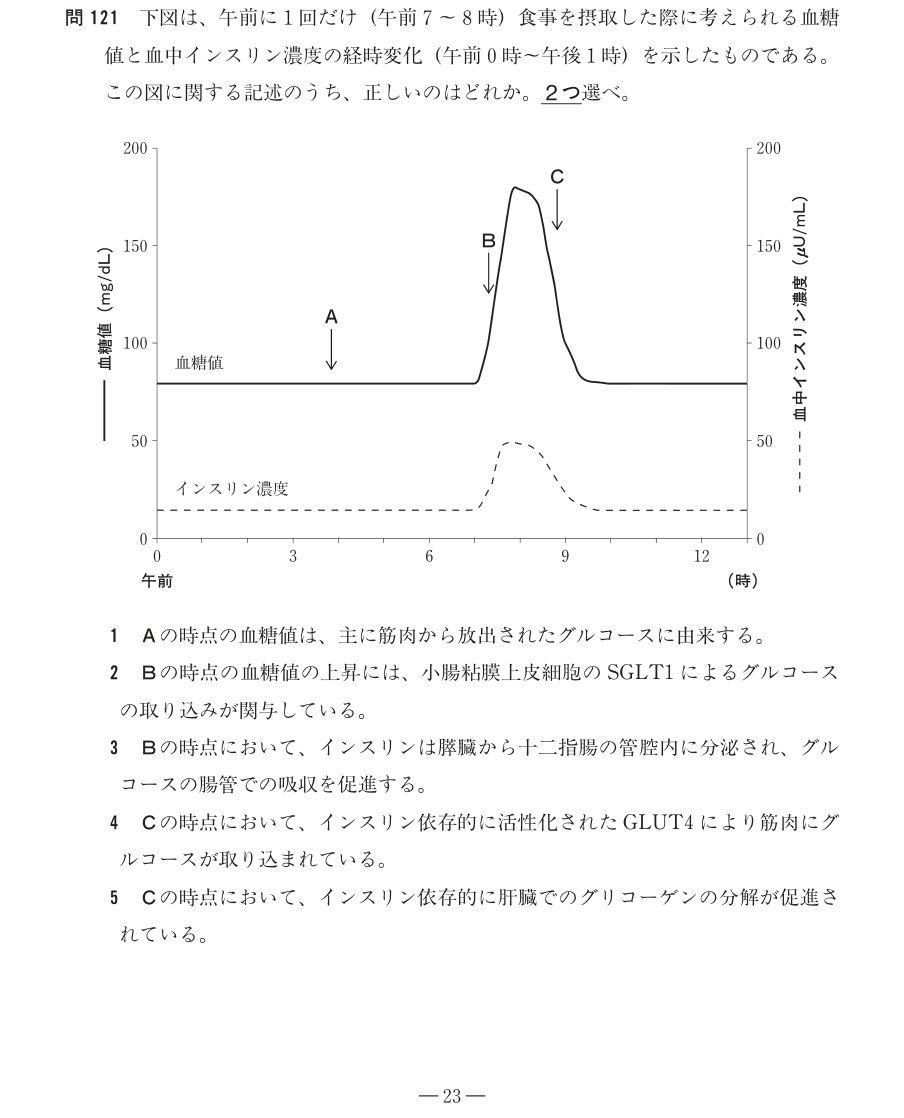 問 121 下図は、午前に1回だけ（午前7～8時）食事を摂取した際に考えられる血糖
値と血中インスリン濃度の経時変化（午前0時～午後1時）を示したものである。
この図に関する記述のうち、正しいのはどれか。2つ選べ。
200
150
100
50
0
血糖値（mg/dL）
A
B
C
血糖値
インスリン濃度
200
150
100
50
0
血中インスリン濃度（μU/mL）
0 3 6 9 12
午前 （時）
1 Aの時点の血糖値は、主に筋肉から放出されたグルコースに由来する。
2 Bの時点の血糖値の上昇には、小腸粘膜上皮細胞の SGLT1 によるグルコース
の取り込みが関与している。
3 Bの時点において、インスリンは膵臓から十二指腸の管腔内に分泌され、グル
コースの腸管での吸収を促進する。
4 Cの時点において、インスリン依存的に活性化された GLUT4 により筋肉にグ
ルコースが取り込まれている。
5 Cの時点において、インスリン依存的に肝臓でのグリコーゲンの分解が促進さ
れている。
― 23 ―